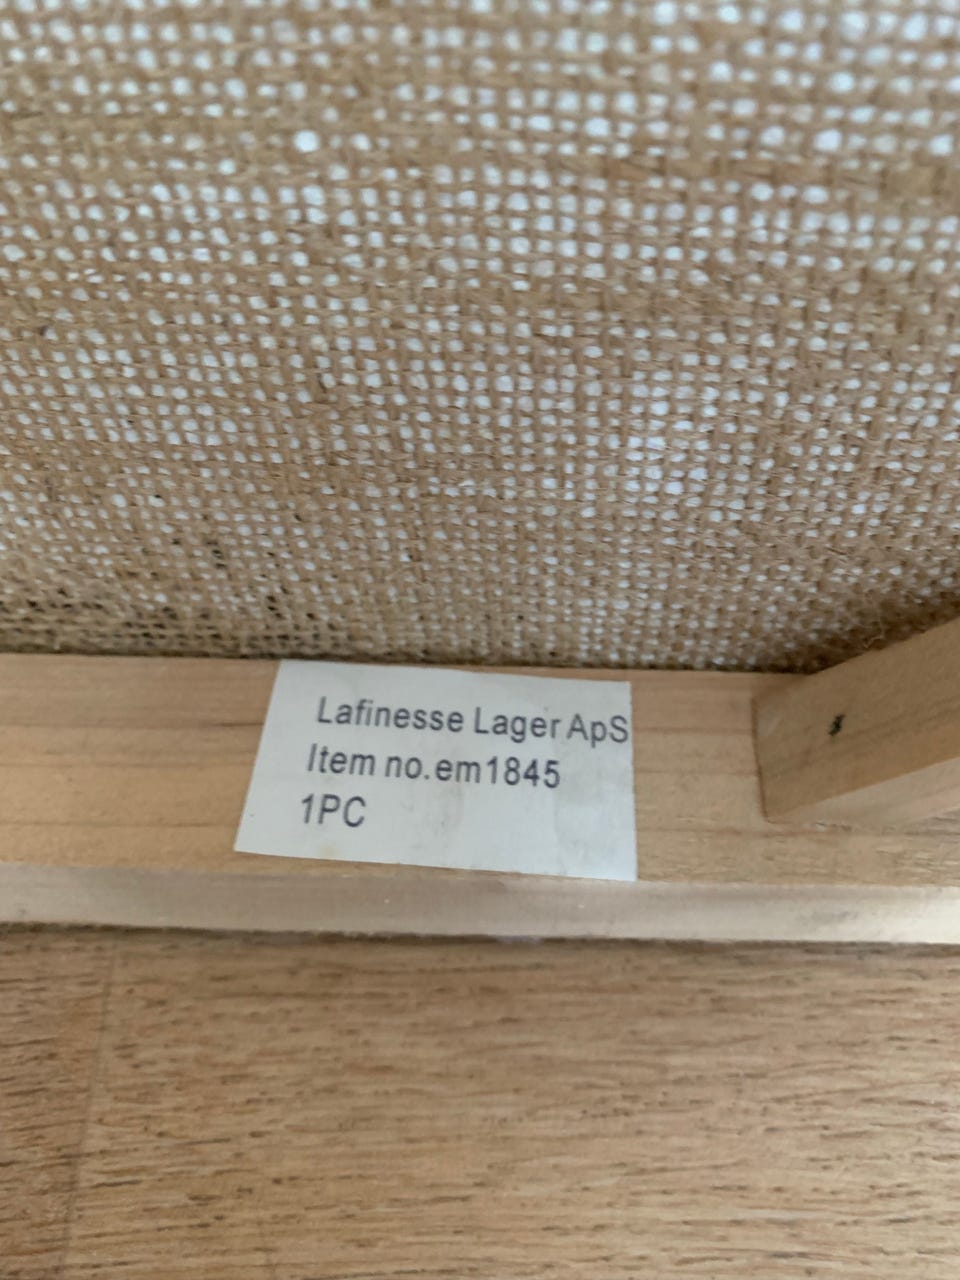 Lafinesse Lager ApS
Item no.em1845
1PC